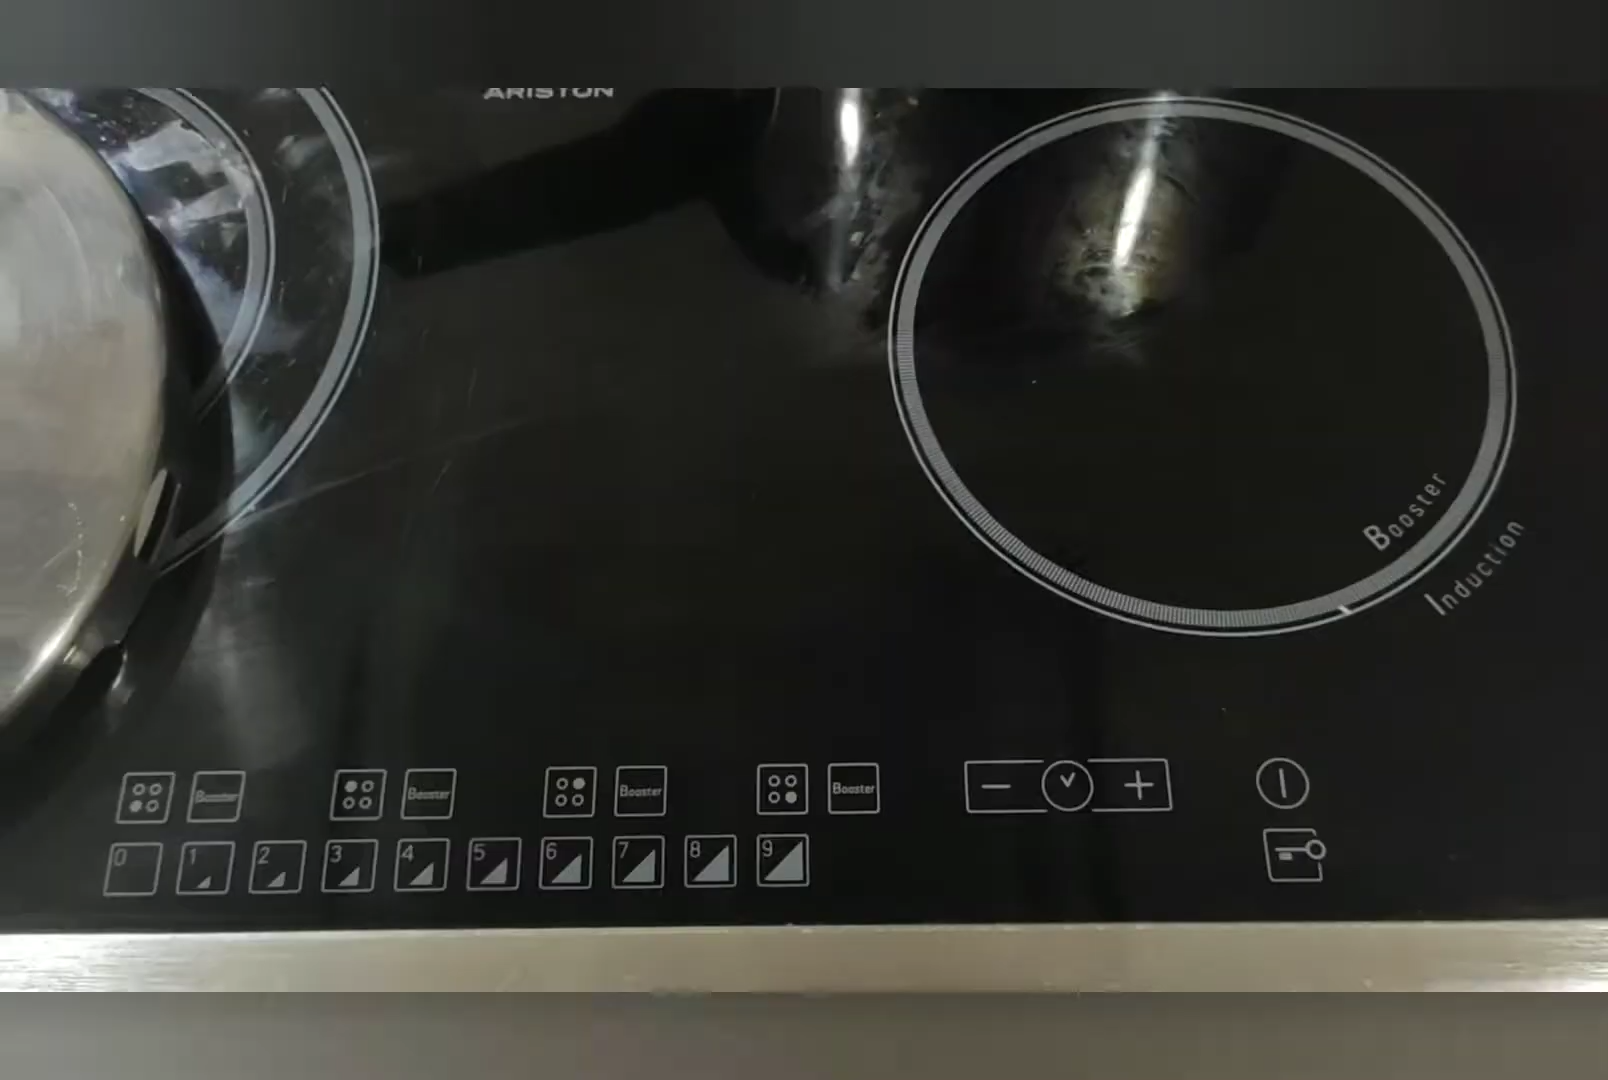 ARISTON
Booster
Induction
Booster Booster Booster Booster - +
0 1 2 3 4 5 6 7 8 9